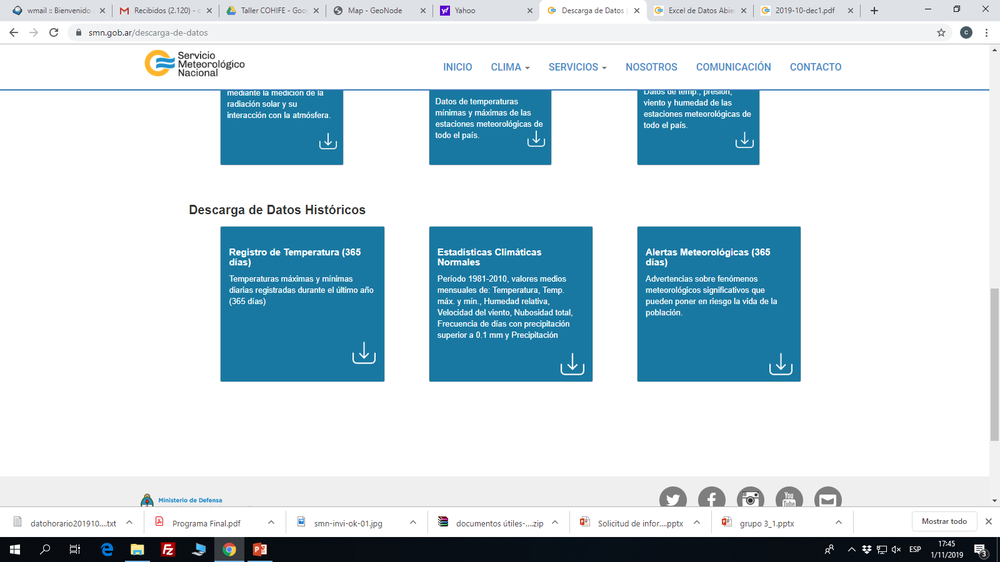 wmail :: Bienvenido
Recibidos (2.120) - c
Taller COHIFE - Goo
Map - GeoNode
Yahoo
Descarga de Datos
Excel de Datos Abie
2019-10-dec1.pdf
smn.gob.ar/descarga-de-datos
c
Servicio
Meteorológico
Nacional
INICIO
CLIMA
SERVICIOS
NOSOTROS
COMUNICACIÓN
CONTACTO
mediante la medición de la
radiación solar y su
interacción con la atmósfera.
Datos de temperaturas
mínimas y máximas de las
estaciones meteorológicas de
todo el país.
Datos de temp., presión,
viento y humedad de las
estaciones meteorológicas de
todo el país.
Descarga de Datos Históricos
Registro de Temperatura (365
días)
Temperaturas máximas y mínimas
diarias registradas durante el último año
(365 días)
Estadísticas Climáticas
Normales
Período 1981-2010, valores medios
mensuales de: Temperatura, Temp.
máx. y mín., Humedad relativa,
Velocidad del viento, Nubosidad total,
Frecuencia de días con precipitación
superior a 0.1 mm y Precipitación
Alertas Meteorológicas (365
días)
Advertencias sobre fenómenos
meteorológicos significativos que
pueden poner en riesgo la vida de la
población.
Ministerio de Defensa
You
Tube
datohorario201910....txt
Programa Final.pdf
smn-invi-ok-01.jpg
documentos útiles-....zip
Solicitud de infor....pptx
grupo 3_1.pptx
Mostrar todo
ESP
17:45
1/11/2019
3